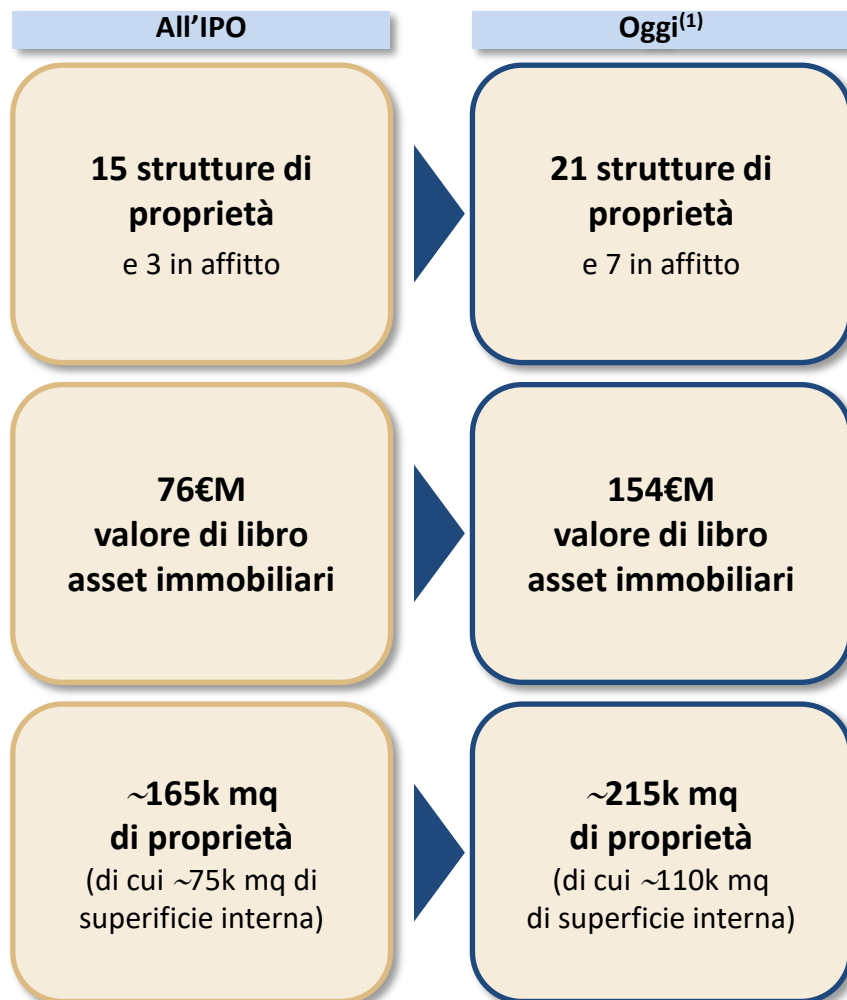 All'IPO
Oggi(1)
15 strutture di
proprietà
e 3 in affitto
21 strutture di
proprietà
e 7 in affitto
76€M
valore di libro
asset immobiliari
154€M
valore di libro
asset immobiliari
~165k mq
di proprietà
(di cui ~75k mq di
superificie interna)
~215k mq
di proprietà
(di cui ~110k mq
di superficie interna)